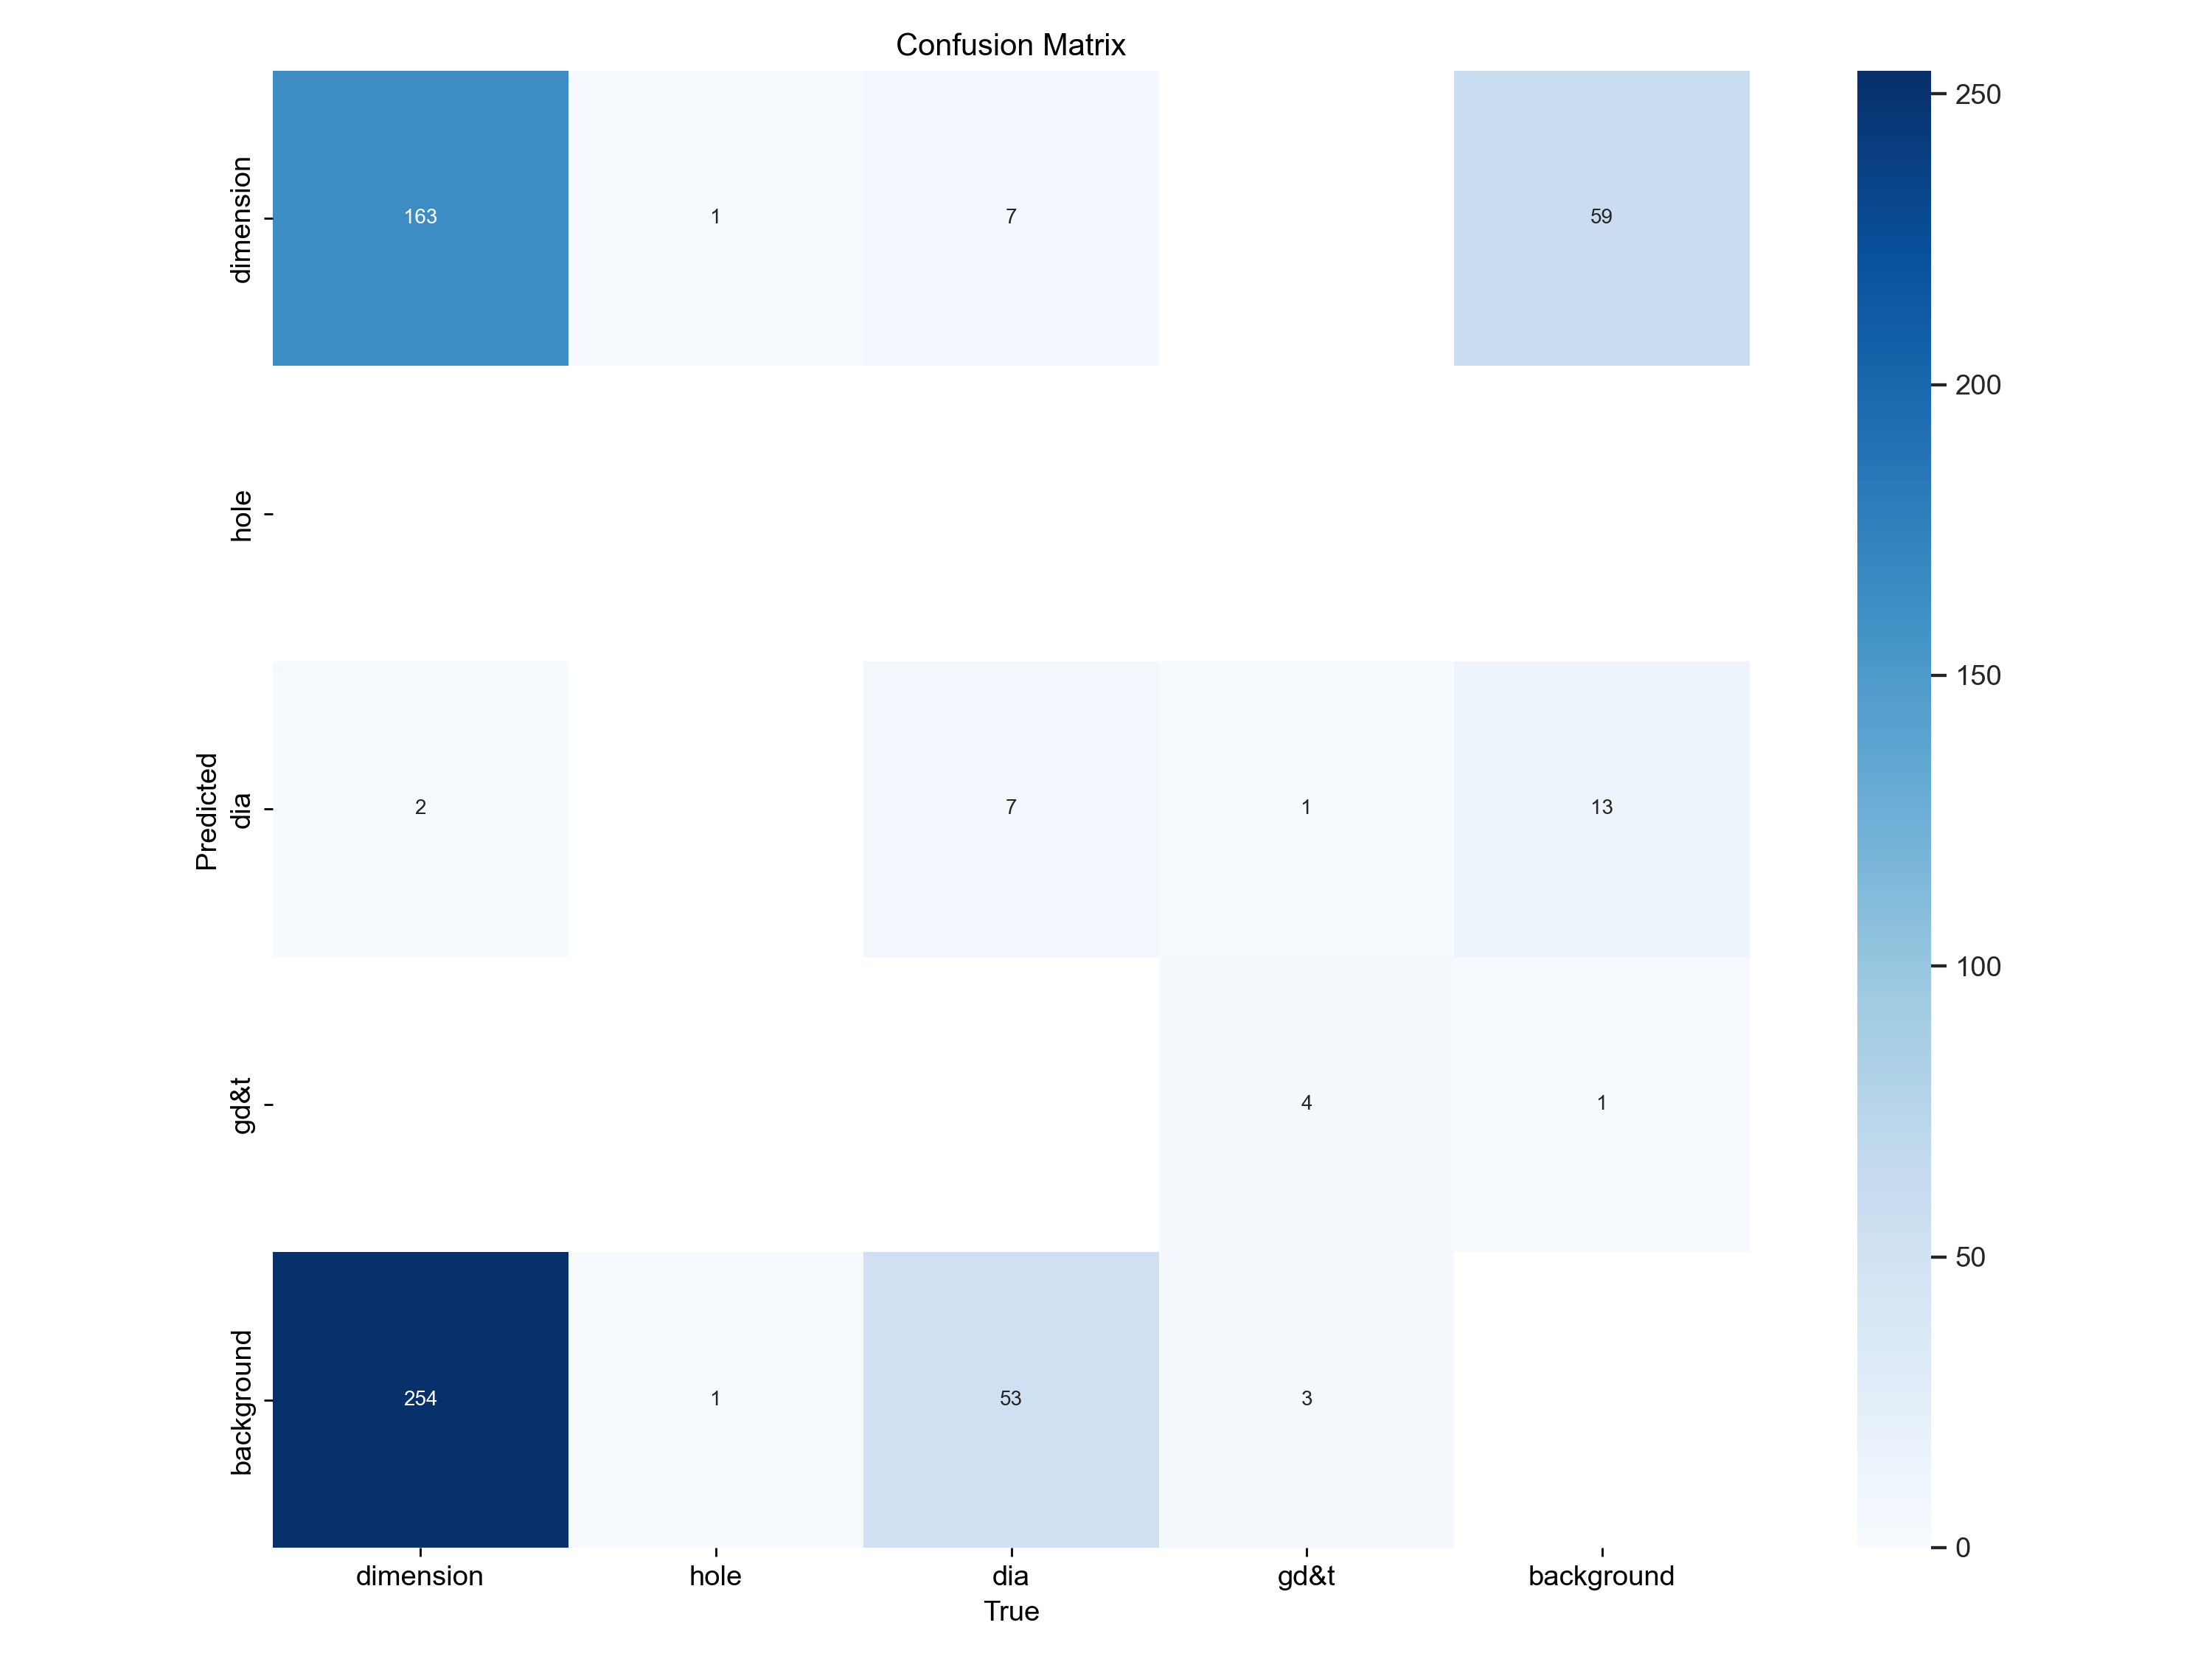 Confusion Matrix
Predicted
dimension
163
1
7
59
hole
dia
2
7
1
13
gd&t
4
1
background
254
1
53
3
dimension
hole
dia
gd&t
background
True
250
200
150
100
50
0